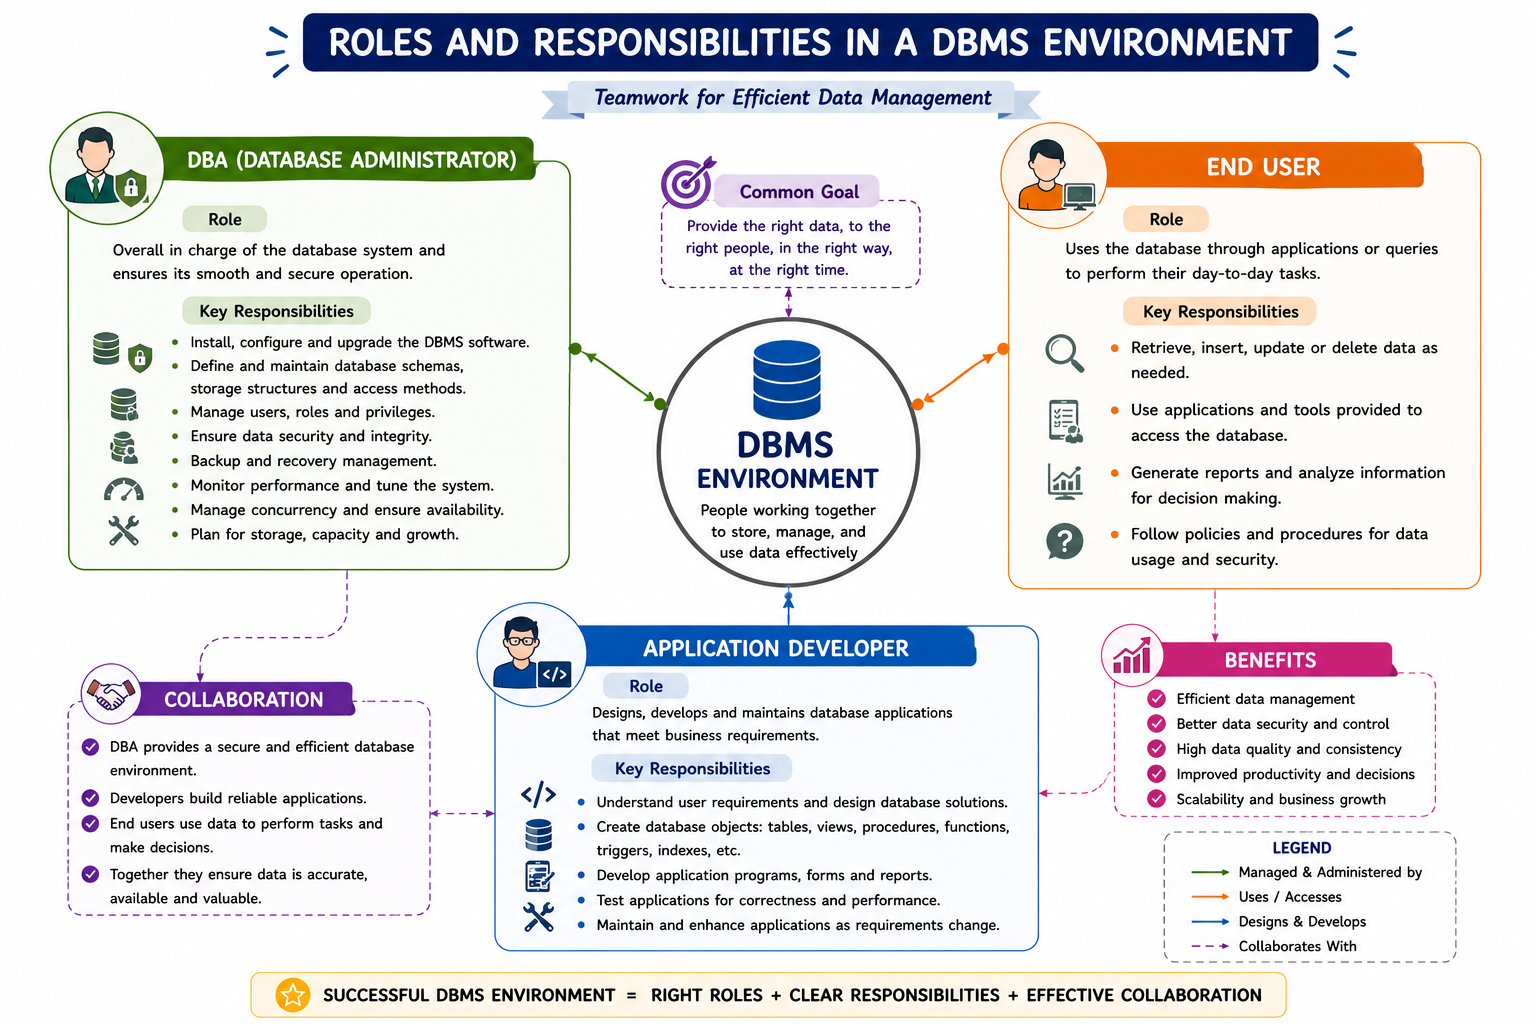 ROLES AND RESPONSIBILITIES IN A DBMS ENVIRONMENT
Teamwork for Efficient Data Management
DBA (DATABASE ADMINISTRATOR)
Role
Overall in charge of the database system and
ensures its smooth and secure operation.
Key Responsibilities
• Install, configure and upgrade the DBMS software.
• Define and maintain database schemas,
storage structures and access methods.
• Manage users, roles and privileges.
• Ensure data security and integrity.
• Backup and recovery management.
• Monitor performance and tune the system.
• Manage concurrency and ensure availability.
• Plan for storage, capacity and growth.
Common Goal
Provide the right data, to the
right people, in the right way,
at the right time.
DBMS
ENVIRONMENT
People working together
to store, manage, and
use data effectively
END USER
Role
Uses the database through applications or queries
to perform their day-to-day tasks.
Key Responsibilities
• Retrieve, insert, update or delete data as
needed.
• Use applications and tools provided to
access the database.
• Generate reports and analyze information
for decision making.
? • Follow policies and procedures for data
usage and security.
COLLABORATION
DBA provides a secure and efficient database
environment.
Developers build reliable applications.
End users use data to perform tasks and
make decisions.
Together they ensure data is accurate,
available and valuable.
</>
APPLICATION DEVELOPER
Role
Designs, develops and maintains database applications
that meet business requirements.
Key Responsibilities
</> • Understand user requirements and design database solutions.
• Create database objects: tables, views, procedures, functions,
triggers, indexes, etc.
• Develop application programs, forms and reports.
• Test applications for correctness and performance.
• Maintain and enhance applications as requirements change.
BENEFITS
Efficient data management
Better data security and control
High data quality and consistency
Improved productivity and decisions
Scalability and business growth
LEGEND
Managed & Administered by
Uses / Accesses
Designs & Develops
Collaborates With
SUCCESSFUL DBMS ENVIRONMENT = RIGHT ROLES + CLEAR RESPONSIBILITIES + EFFECTIVE COLLABORATION